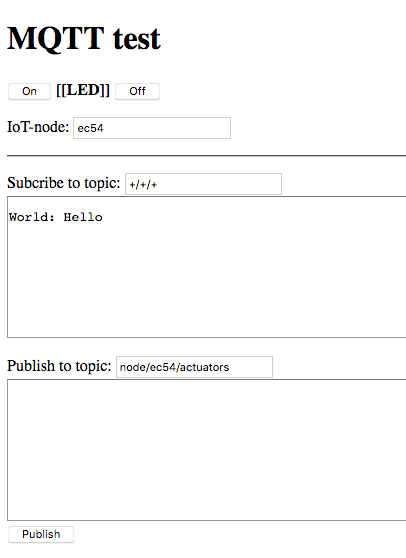 MQTT test
On [[LED]] Off
IoT-node: ec54
Subcribe to topic: +/+/+
World: Hello
Publish to topic: node/ec54/actuators
Publish